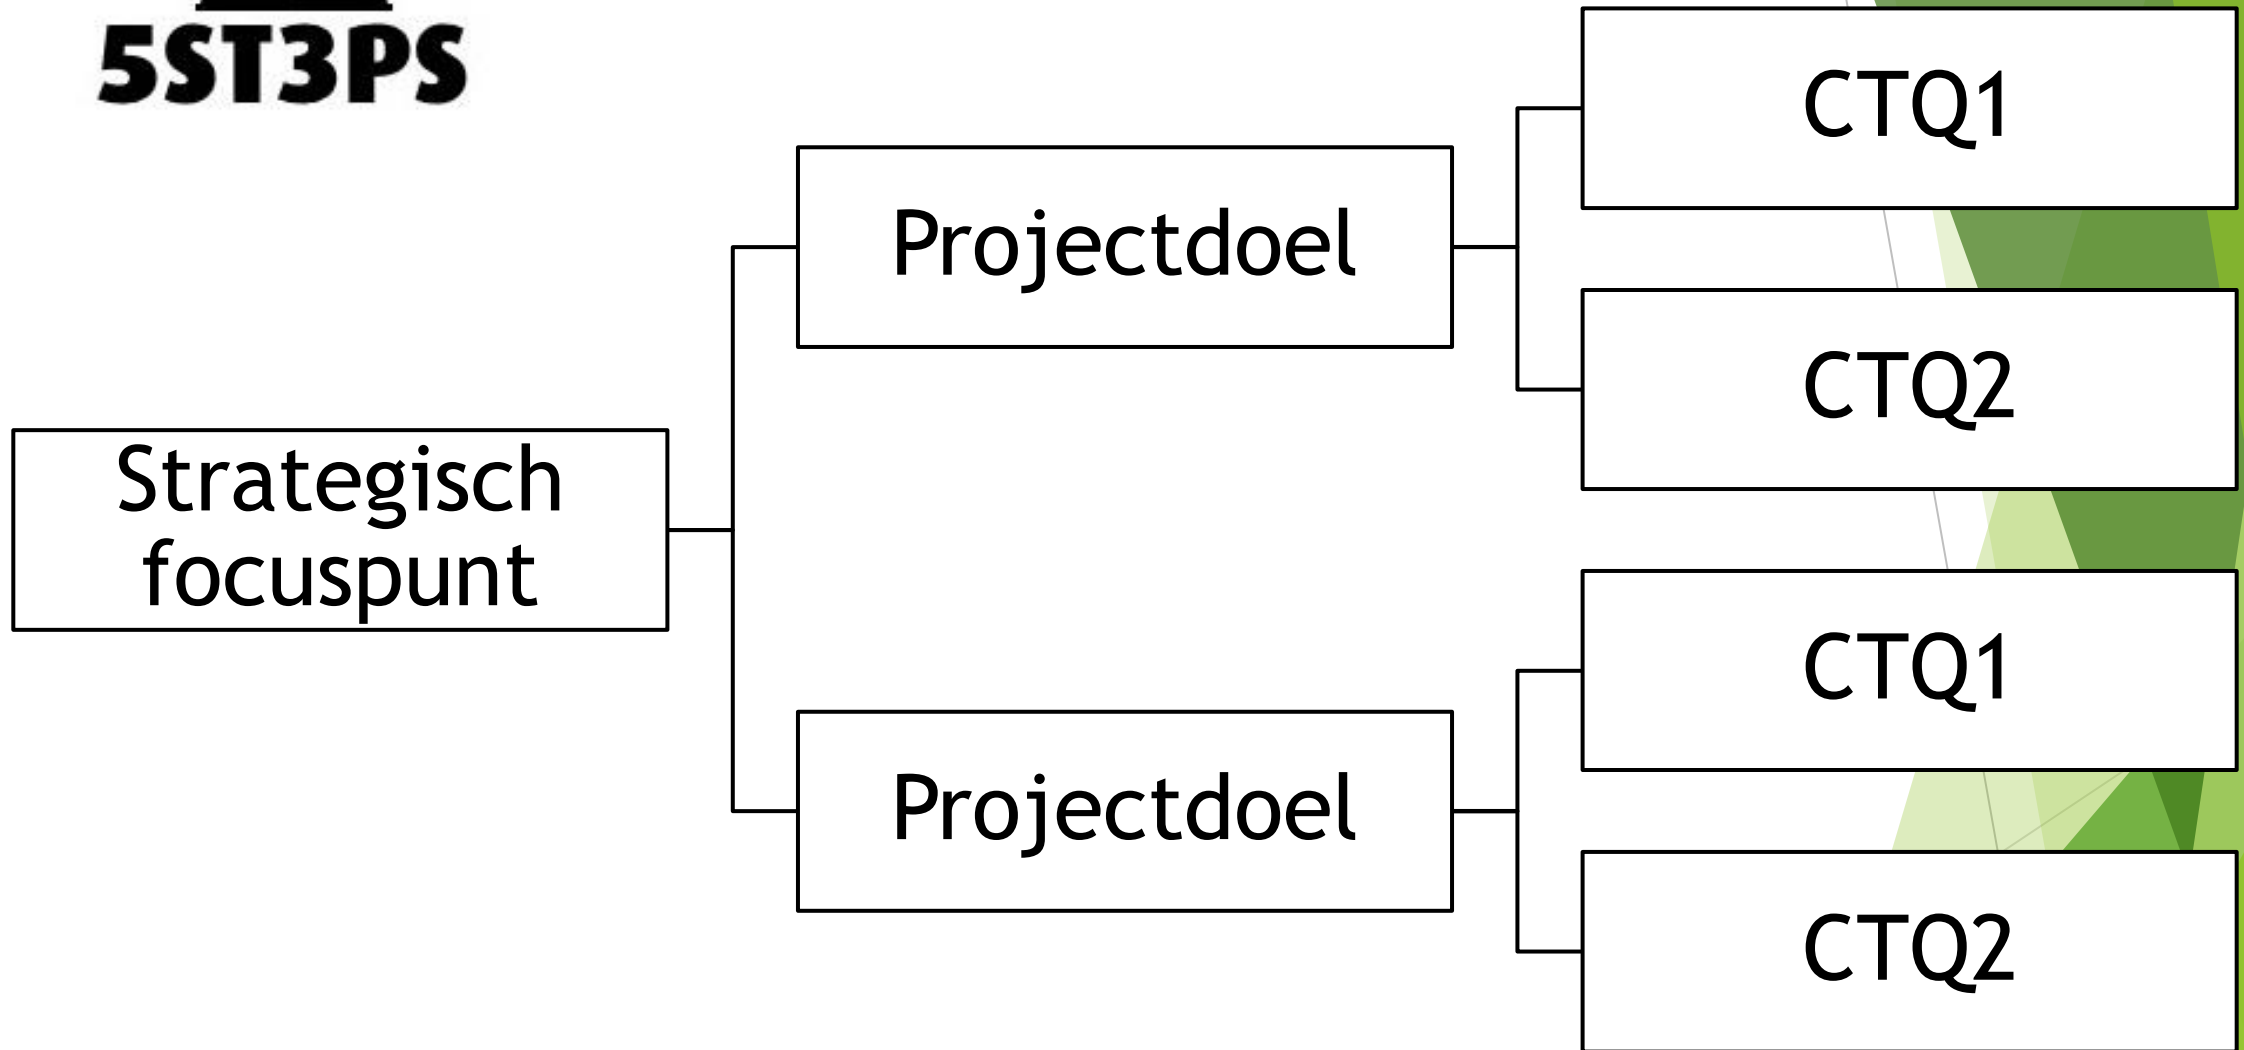 5ST3PS
CTQ1
Projectdoel
CTQ2
Strategisch
focuspunt
CTQ1
Projectdoel
CTQ2